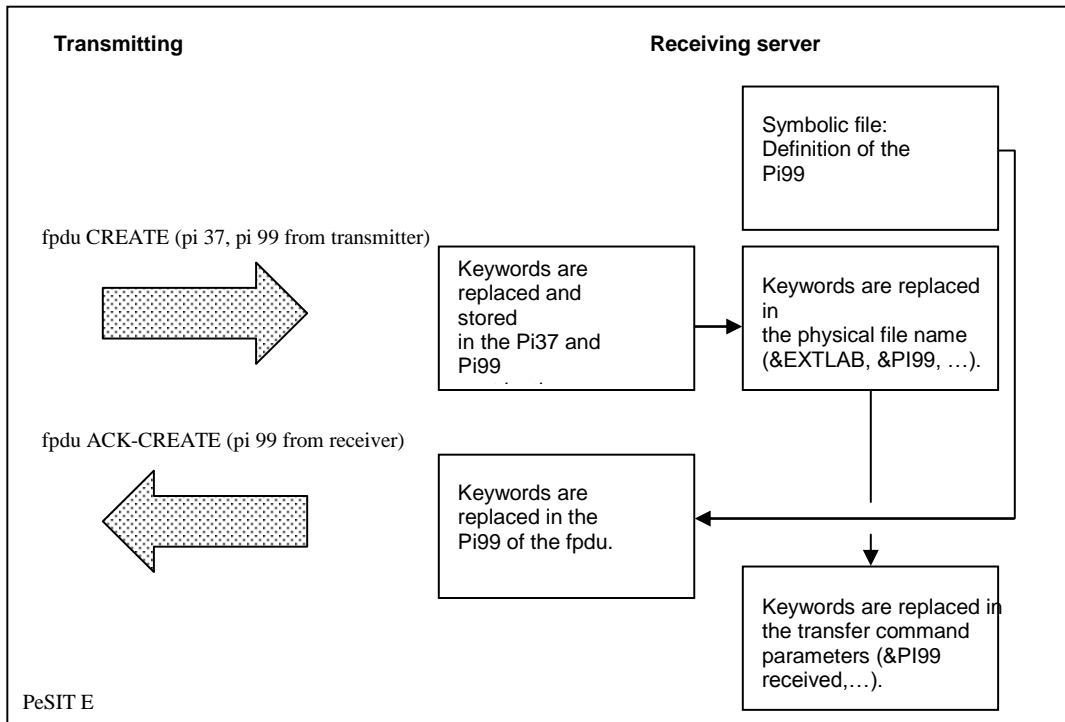 Transmitting
Receiving server
Symbolic file:
Definition of the
Pi99
fpdu CREATE (pi 37, pi 99 from transmitter)
Keywords are
replaced and
stored
in the Pi37 and
Pi99
Keywords are replaced
in
the physical file name
(&EXTLAB, &PI99, …).
fpdu ACK-CREATE (pi 99 from receiver)
Keywords are
replaced in the
Pi99 of the fpdu.
Keywords are replaced in
the transfer command
parameters (&PI99
received,…).
PeSIT E